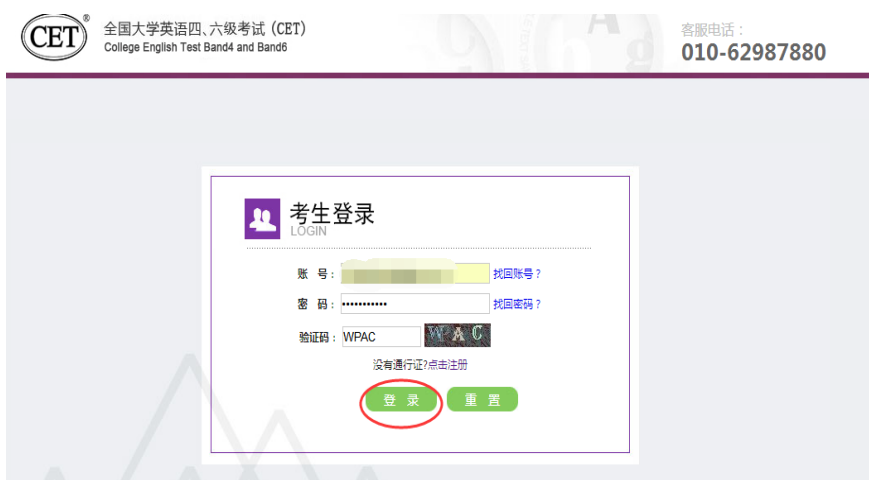 CET®
全国大学英语四、六级考试（CET）
College English Test Band4 and Band6
客服电话：
010-62987880
考生登录
LOGIN
账 号： 找回账号？
密 码： ••••••••••• 找回密码？
验证码： WPAC WPAC
没有通行证?点击注册
登 录 重 置